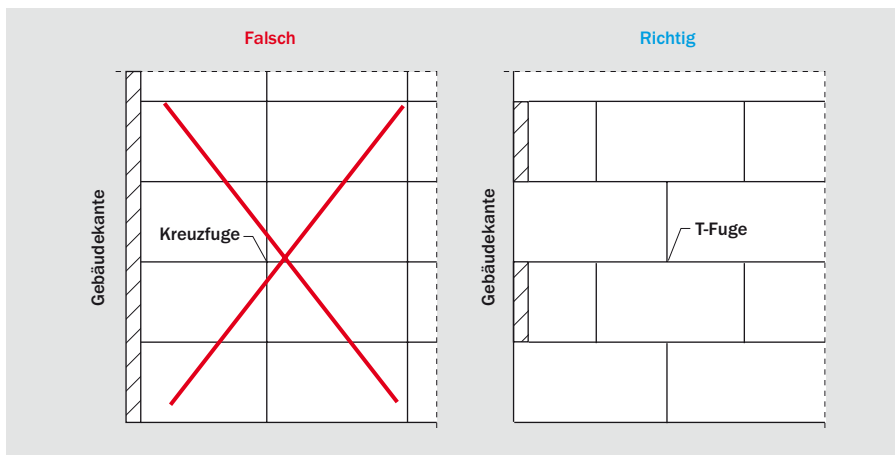 Falsch
Gebäudekante
Kreuzfuge
Richtig
Gebäudekante
T-Fuge